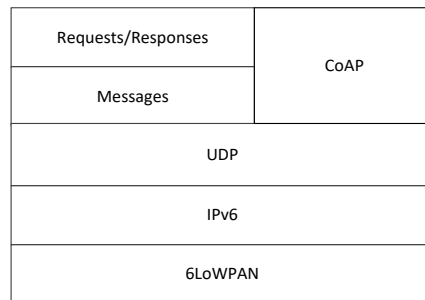 Requests/Responses
CoAP
Messages
UDP
IPv6
6LoWPAN